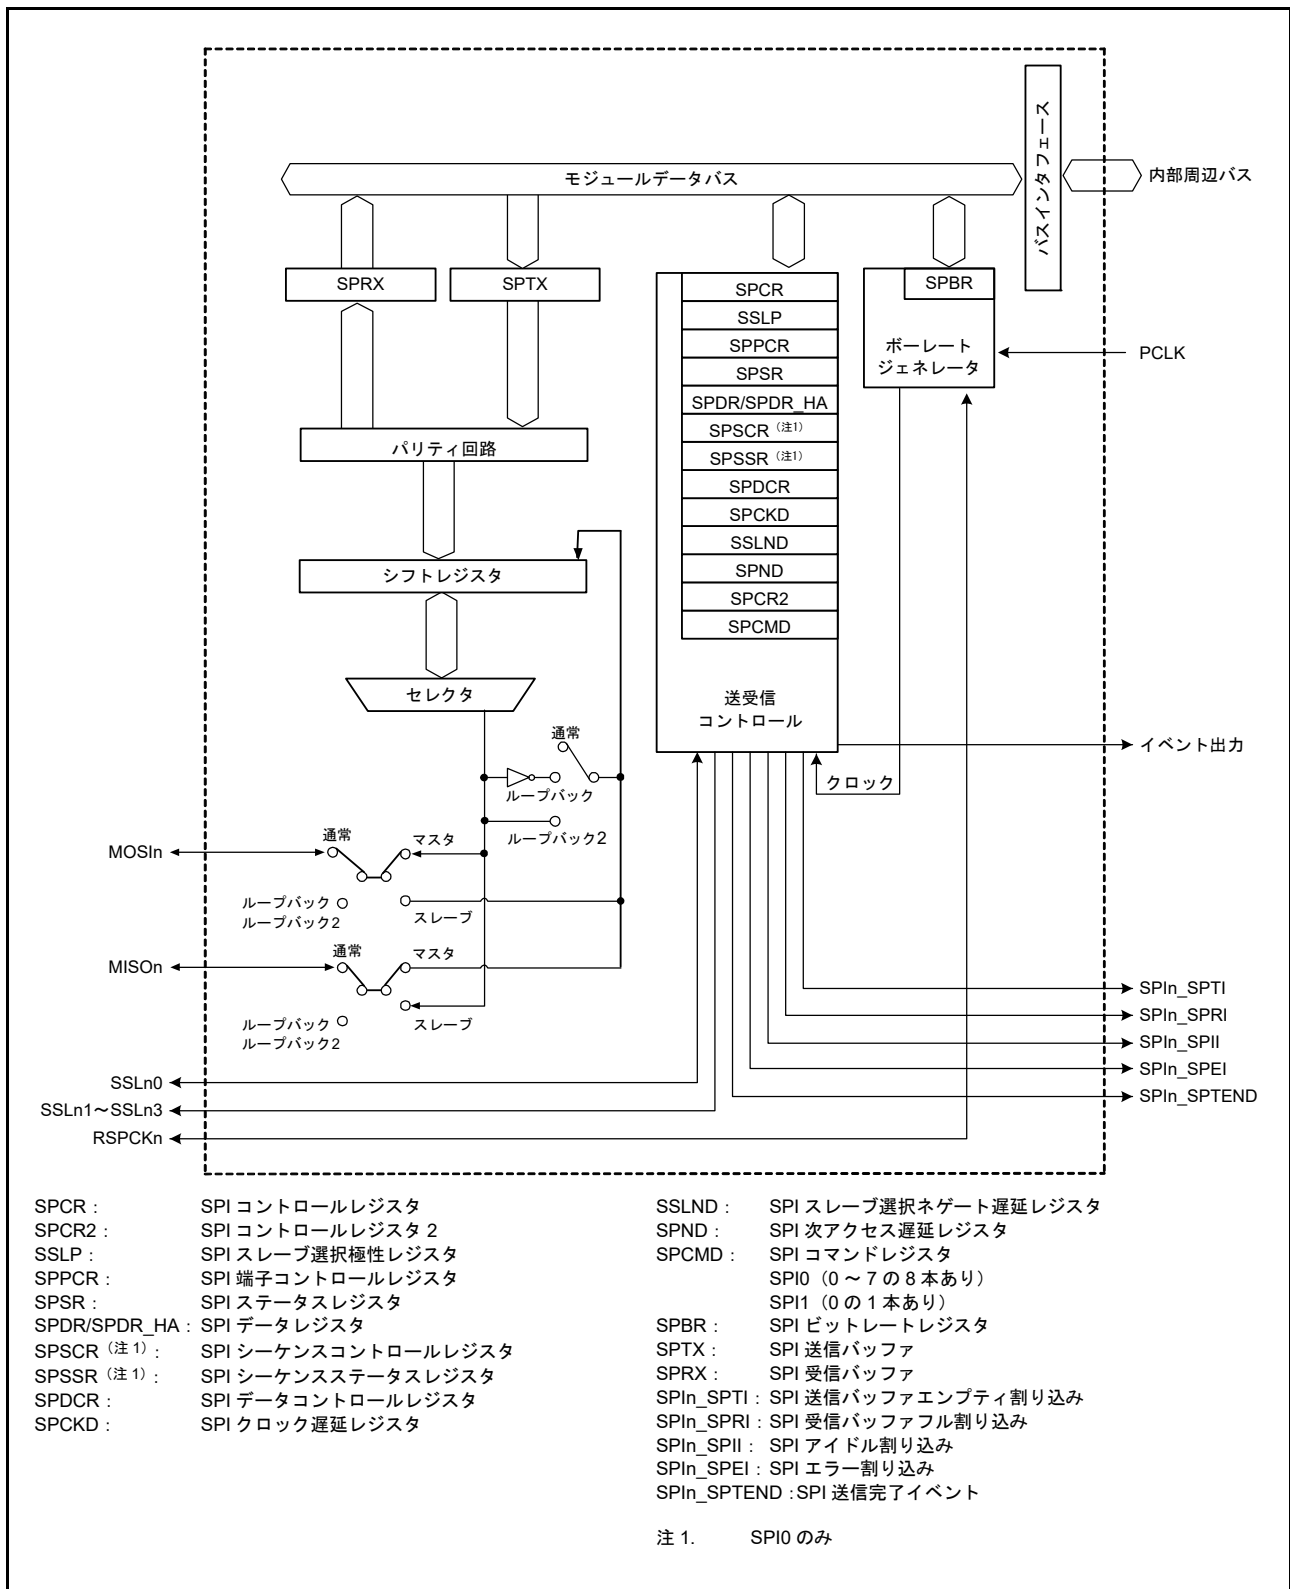 モジュールデータバス
バスインタフェース
内部周辺バス
SPRX
SPTX
SPCR
SSLP
SPPCR
SPSR
SPDR/SPDR_HA
SPSCR（注1）
SPSSR（注1）
SPDCR
SPCKD
SSLND
SPND
SPCR2
SPCMD
送受信
コントロール
SPBR
ボーレート
ジェネレータ
PCLK
パリティ回路
シフトレジスタ
セレクタ
通常
ループバック
ループバック2
クロック
イベント出力
MOSIn
通常
マスタ
ループバック
ループバック2
スレーブ
MISOn
通常
マスタ
ループバック
ループバック2
スレーブ
SSLn0
SSLn1～SSLn3
RSPCKn
SPIn_SPTI
SPIn_SPRI
SPIn_SPII
SPIn_SPEI
SPIn_SPTEND
SPCR： SPI コントロールレジスタ
SPCR2： SPI コントロールレジスタ 2
SSLP： SPI スレーブ選択極性レジスタ
SPPCR： SPI 端子コントロールレジスタ
SPSR： SPI ステータスレジスタ
SPDR/SPDR_HA： SPI データレジスタ
SPSCR（注 1）： SPI シーケンスコントロールレジスタ
SPSSR（注 1）： SPI シーケンスステータスレジスタ
SPDCR： SPI データコントロールレジスタ
SPCKD： SPI クロック遅延レジスタ
SSLND： SPI スレーブ選択ネゲート遅延レジスタ
SPND： SPI 次アクセス遅延レジスタ
SPCMD： SPI コマンドレジスタ
SPI0（0 ～ 7 の 8 本あり）
SPI1（0 の 1 本あり）
SPBR： SPI ビットレートレジスタ
SPTX： SPI 送信バッファ
SPRX： SPI 受信バッファ
SPIn_SPTI： SPI 送信バッファエンプティ割り込み
SPIn_SPRI： SPI 受信バッファフル割り込み
SPIn_SPII： SPI アイドル割り込み
SPIn_SPEI： SPI エラー割り込み
SPIn_SPTEND：SPI 送信完了イベント
注 1. SPI0 のみ